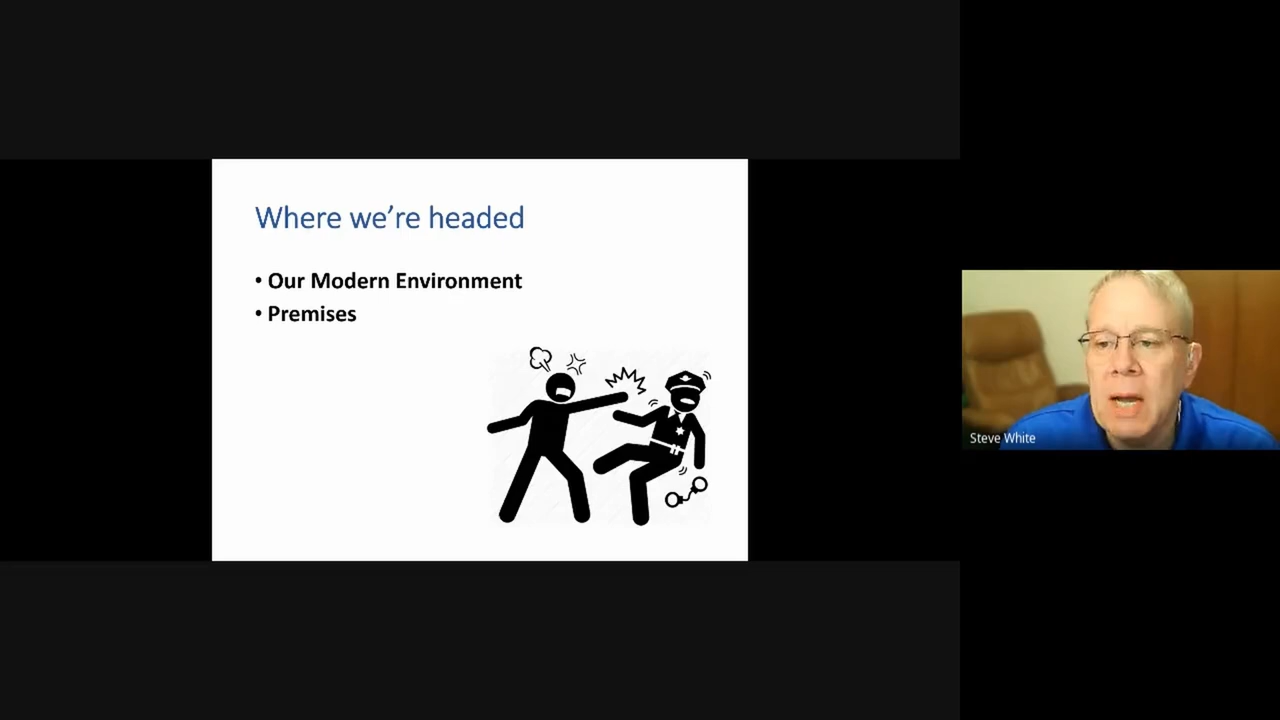 Where we're headed
• Our Modern Environment
• Premises
Steve White